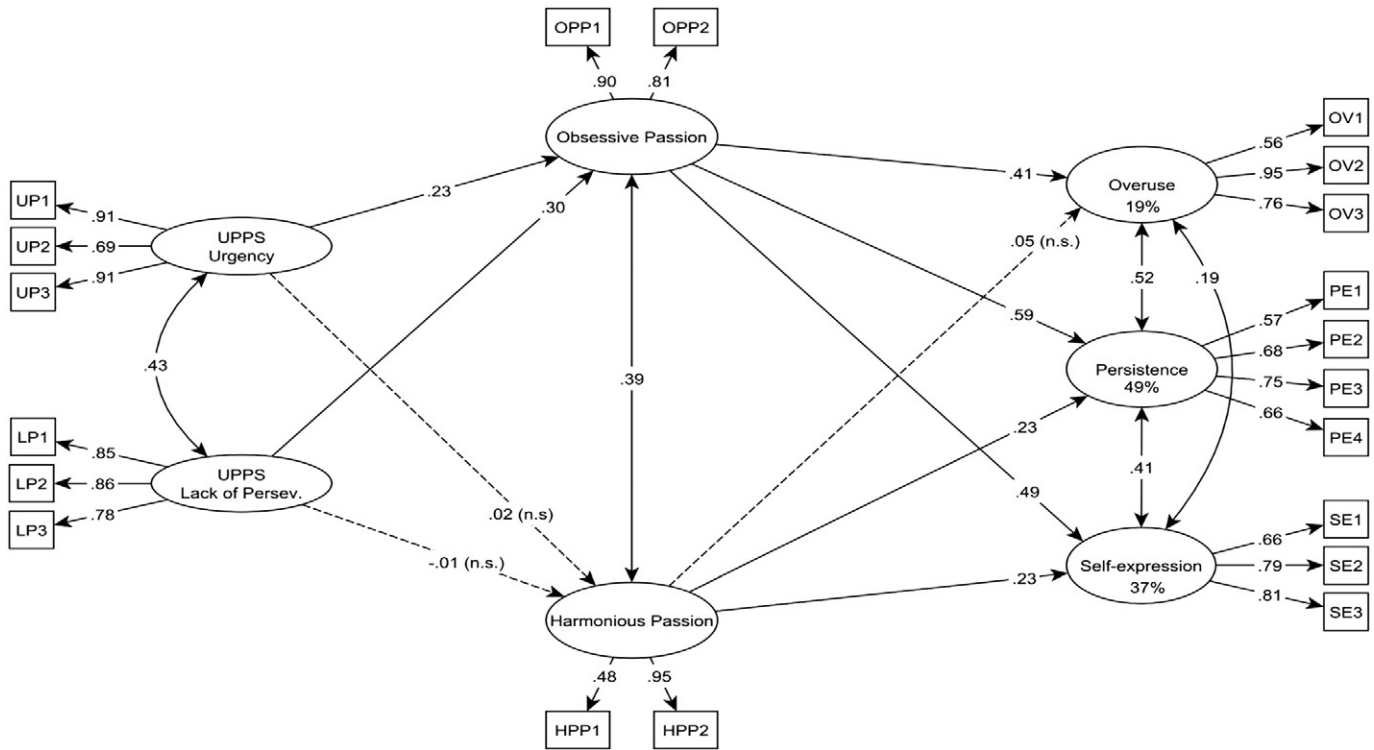 OPP1
OPP2
.90
.81
Obsessive Passion
OV1
.56
OV2
.95
OV3
.76
Overuse
19%
.41
UP1
.91
UP2
.69
UP3
.91
UPPS
Urgency
.23
.30
.05 (n.s.)
.52
.19
PE1
.57
PE2
.68
PE3
.75
PE4
.66
Persistence
49%
.59
.43
.39
.23
LP1
.85
LP2
.86
LP3
.78
UPPS
Lack of Persev.
.41
.49
.02 (n.s)
-.01 (n.s.)
SE1
.66
SE2
.79
SE3
.81
Self-expression
37%
.23
Harmonious Passion
.48
.95
HPP1
HPP2